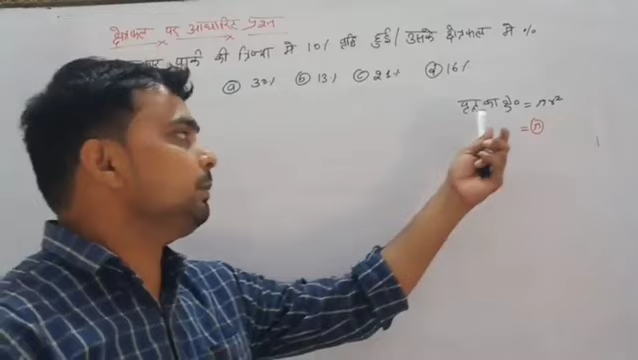 क्षेत्रफल पर आधारित प्रश्न
की त्रिज्या में 10% वृद्धि हुई / उसके क्षेत्रफल में %
ⓐ 30% ⓑ 13% ⓒ 21% ⓓ 16%
वृत्त का क्षे० = πr²
= π